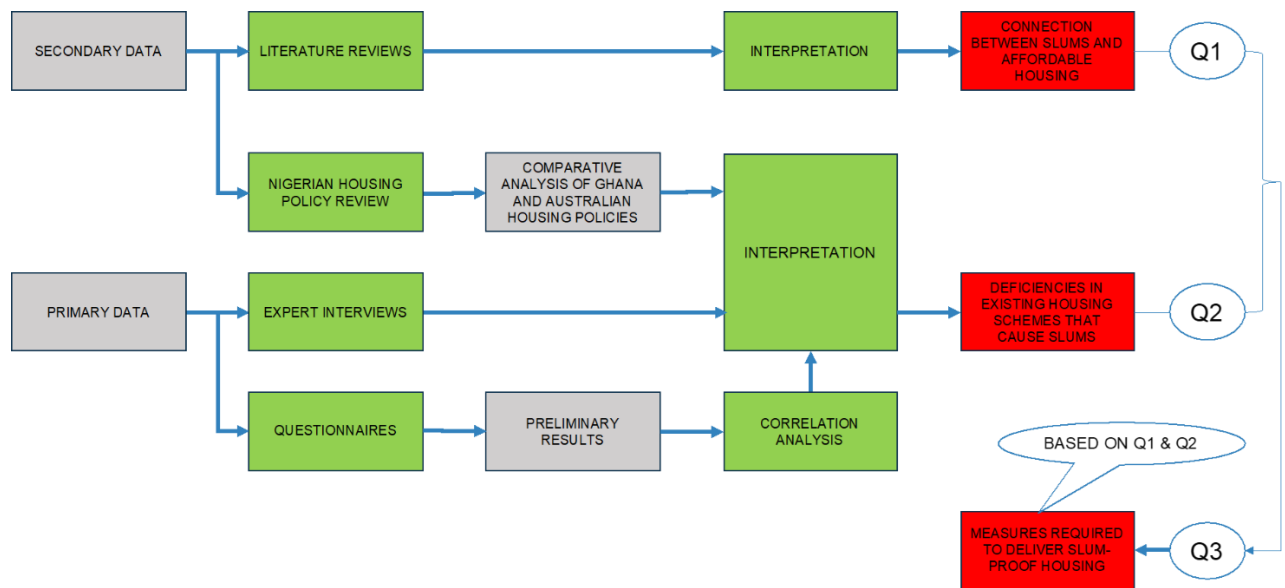 SECONDARY DATA
LITERATURE REVIEWS
INTERPRETATION
CONNECTION
BETWEEN SLUMS AND
AFFORDABLE
HOUSING
Q1
NIGERIAN HOUSING
POLICY REVIEW
COMPARATIVE
ANALYSIS OF GHANA
AND AUSTRALIAN
HOUSING POLICIES
INTERPRETATION
PRIMARY DATA
EXPERT INTERVIEWS
DEFICIENCIES IN
EXISTING HOUSING
SCHEMES THAT
CAUSE SLUMS
Q2
QUESTIONNAIRES
PRELIMINARY
RESULTS
CORRELATION
ANALYSIS
BASED ON Q1 & Q2
MEASURES REQUIRED
TO DELIVER SLUM-
PROOF HOUSING
Q3